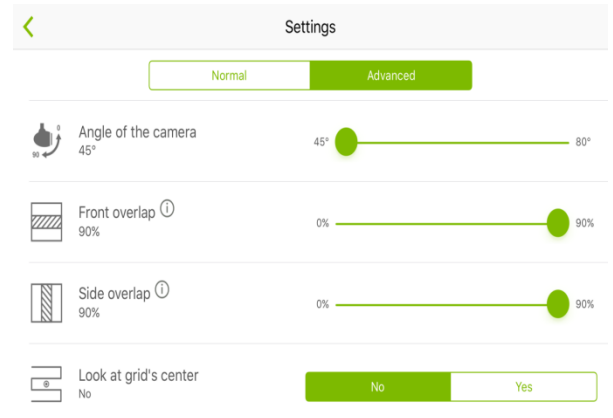 Settings
Normal Advanced
Angle of the camera
45°
45° 80°
0
90
Front overlap ⓘ
90%
0% 90%
Side overlap ⓘ
90%
0% 90%
Look at grid's center
No
No Yes